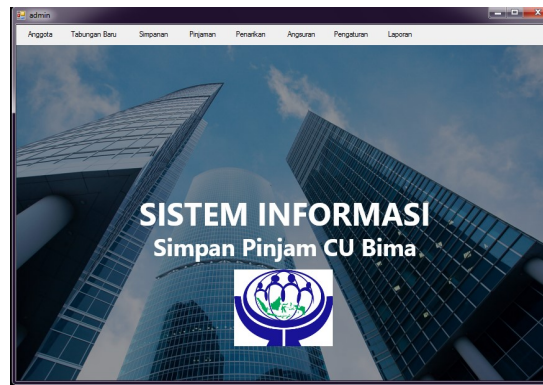 admin
Anggota Tabungan Baru Simpanan Pinjaman Penarikan Angsuran Pengaturan Laporan
SISTEM INFORMASI
Simpan Pinjam CU Bima
K